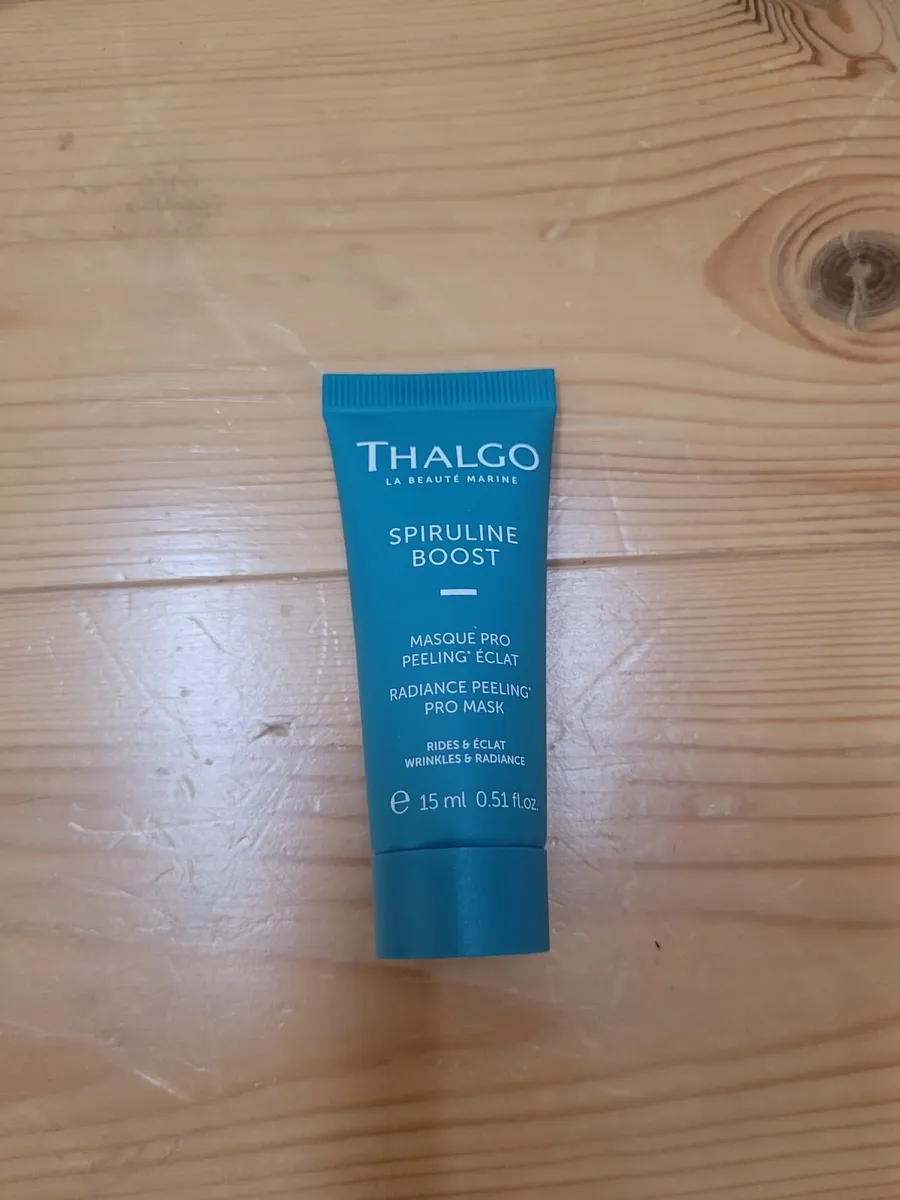 THALGO
LA BEAUTÉ MARINE
SPIRULINE
BOOST
MASQUE PRO
PEELING* ÉCLAT
RADIANCE PEELING*
PRO MASK
RIDES & ÉCLAT
WRINKLES & RADIANCE
℮ 15 ml 0.51 fl.oz.